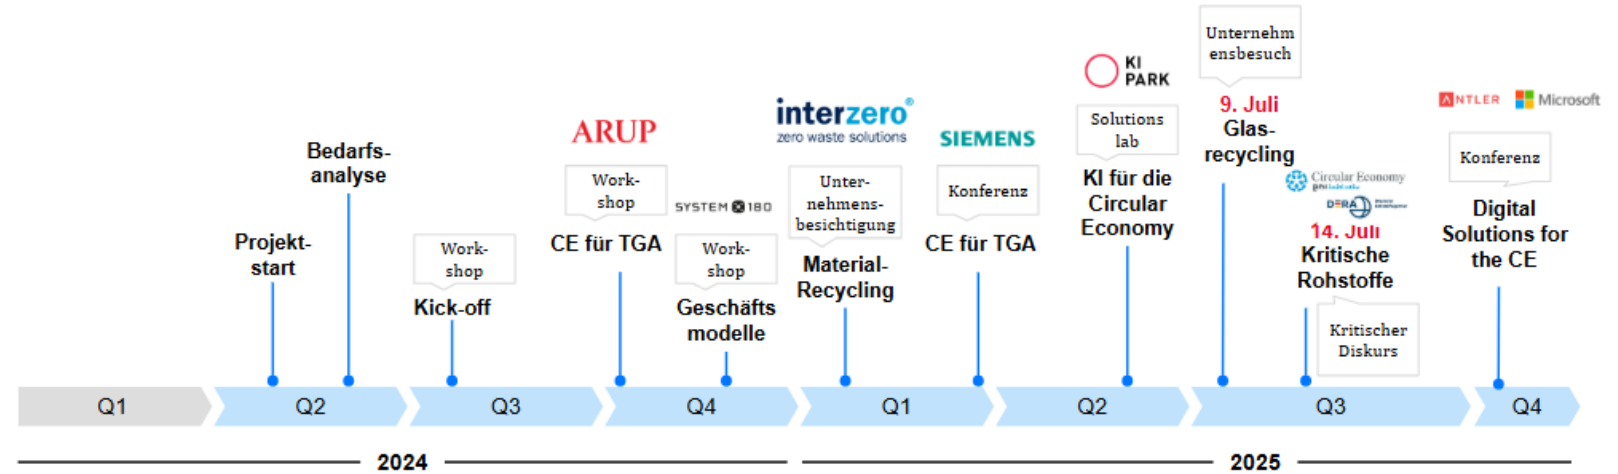 Projekt-
start
Bedarfs-
analyse
Work-
shop
Kick-off
ARUP
Work-
shop
CE für TGA
SYSTEM 180
Work-
shop
Geschäfts
modelle
interzero®
zero waste solutions
Unter-
nehmens-
besichtigung
Material-
Recycling
SIEMENS
Konferenz
CE für TGA
KI
PARK
Solutions
lab
KI für die
Circular
Economy
Unternehm
ensbesuch
9. Juli
Glas-
recycling
Circular Economy
DERA
14. Juli
Kritische
Rohstoffe
Kritischer
Diskurs
ANTLER
Microsoft
Konferenz
Digital
Solutions for
the CE
Q1
Q2
Q3
Q4
Q1
Q2
Q3
Q4
2024
2025